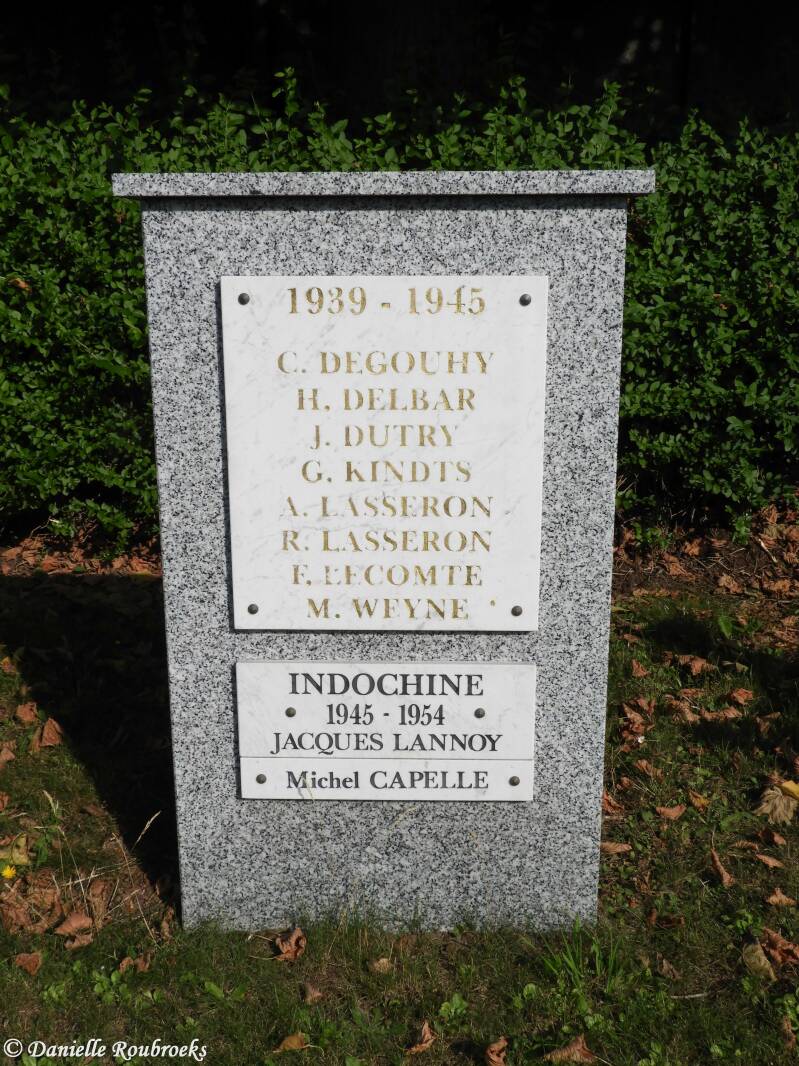 1939 - 1945
C. DEGOUHY
H. DELBAR
J. DUTRY
G. KINDTS
A. LASSERON
R. LASSERON
F. LECOMTE
M. WEYNE
INDOCHINE
1945 - 1954
JACQUES LANNOY
Michel CAPELLE
© Danielle Roubroeks